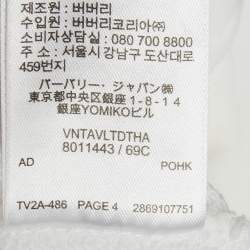 제조원 : 버버리
수입원 : 버버리코리아㈜
소비자상담실 : 080 700 8800
주소 : 서울시 강남구 도산대로
459번지
バーバリー・ジャパン㈱
東京都中央区銀座1-8-14
銀座YOMIKOビル
VNTAVLTDTHA
8011443 / 69C
AD POHK
TV2A-486 PAGE 4 2869107751